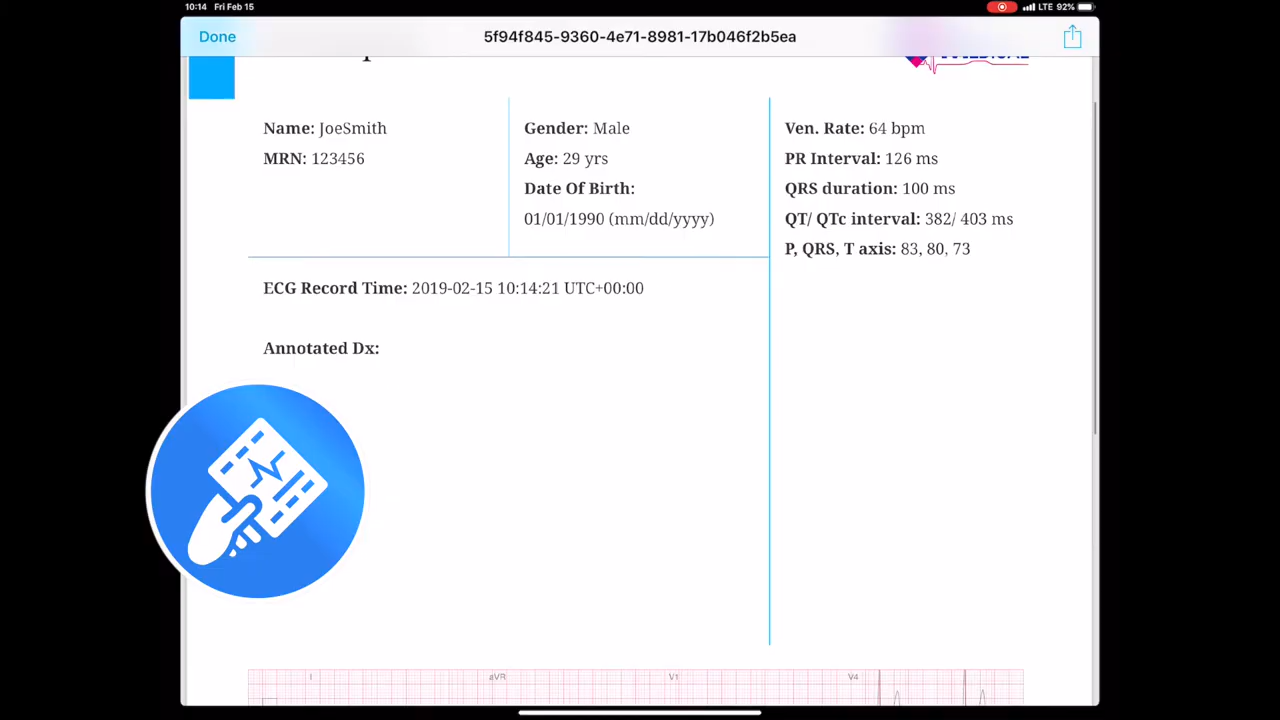 10:14 Fri Feb 15 LTE 92%
Done 5f94f845-9360-4e71-8981-17b046f2b5ea
Name: JoeSmith
MRN: 123456
Gender: Male
Age: 29 yrs
Date Of Birth:
01/01/1990 (mm/dd/yyyy)
Ven. Rate: 64 bpm
PR Interval: 126 ms
QRS duration: 100 ms
QT/ QTc interval: 382/ 403 ms
P, QRS, T axis: 83, 80, 73
ECG Record Time: 2019-02-15 10:14:21 UTC+00:00
Annotated Dx:
I aVR V1 V4